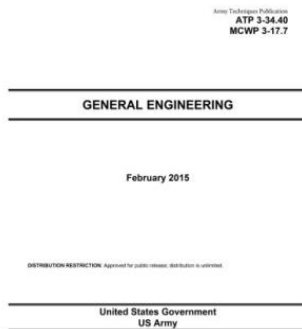 Army Techniques Publication
ATP 3-34.40
MCWP 3-17.7
GENERAL ENGINEERING
February 2015
DISTRIBUTION RESTRICTION: Approved for public release; distribution is unlimited.
United States Government
US Army